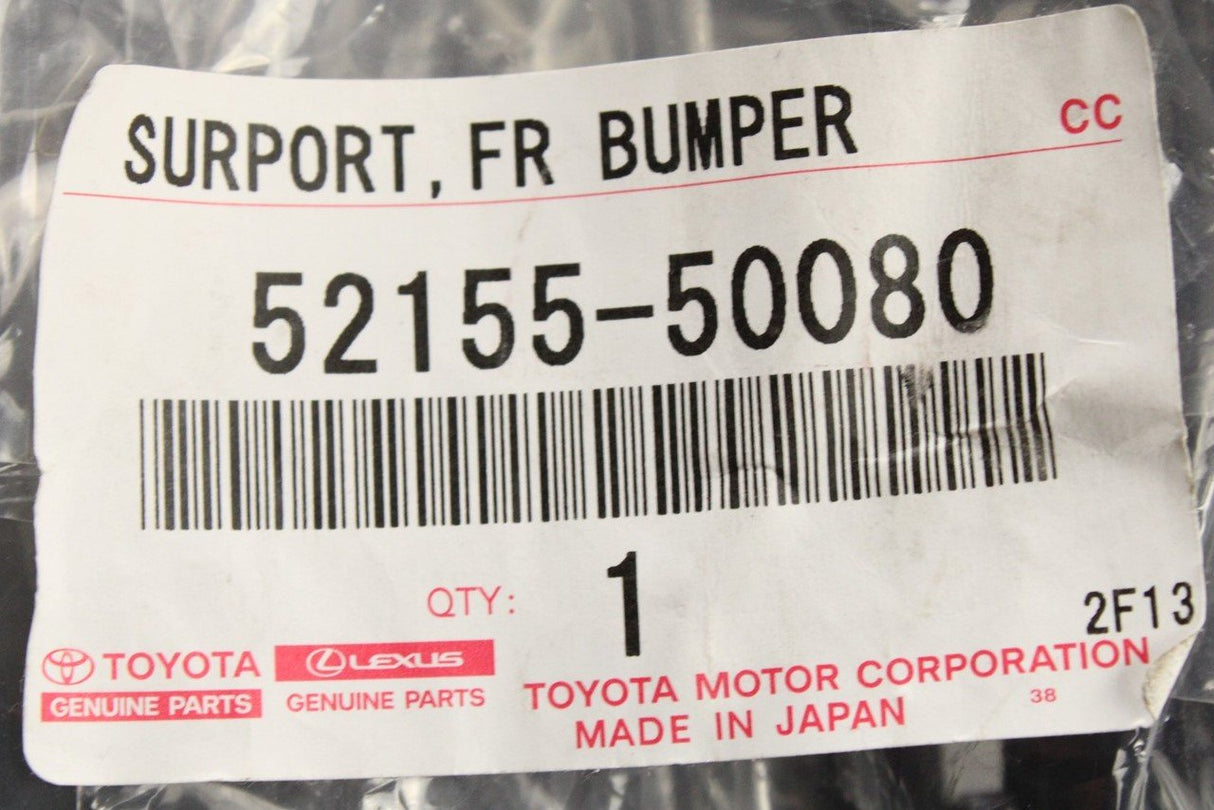 SURPORT, FR BUMPER
CC
52155-50080
QTY: 1
2F13
TOYOTA
GENUINE PARTS
LEXUS
GENUINE PARTS
TOYOTA MOTOR CORPORATION
MADE IN JAPAN
38